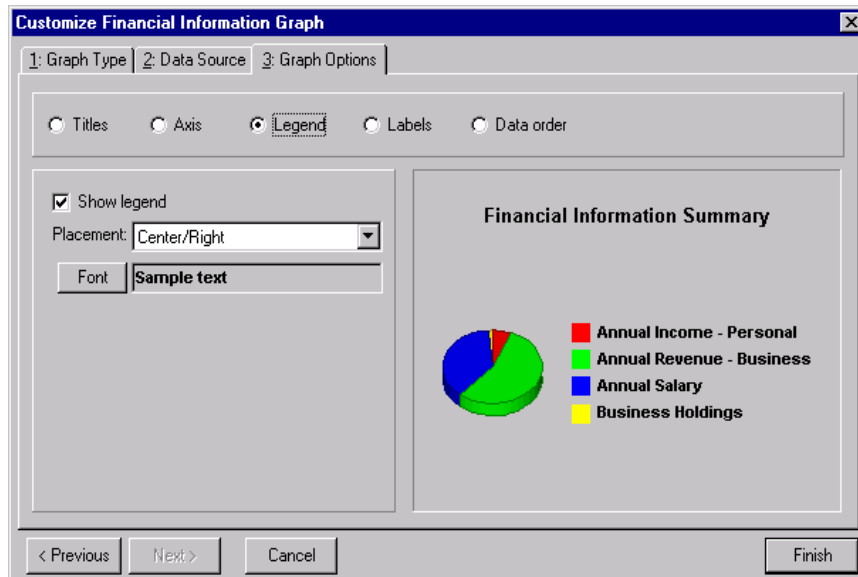 Customize Financial Information Graph
1: Graph Type 2: Data Source 3: Graph Options
Titles Axis Legend Labels Data order
Show legend
Placement: Center/Right
Font Sample text
Financial Information Summary
Annual Income - Personal
Annual Revenue - Business
Annual Salary
Business Holdings
< Previous Next > Cancel Finish